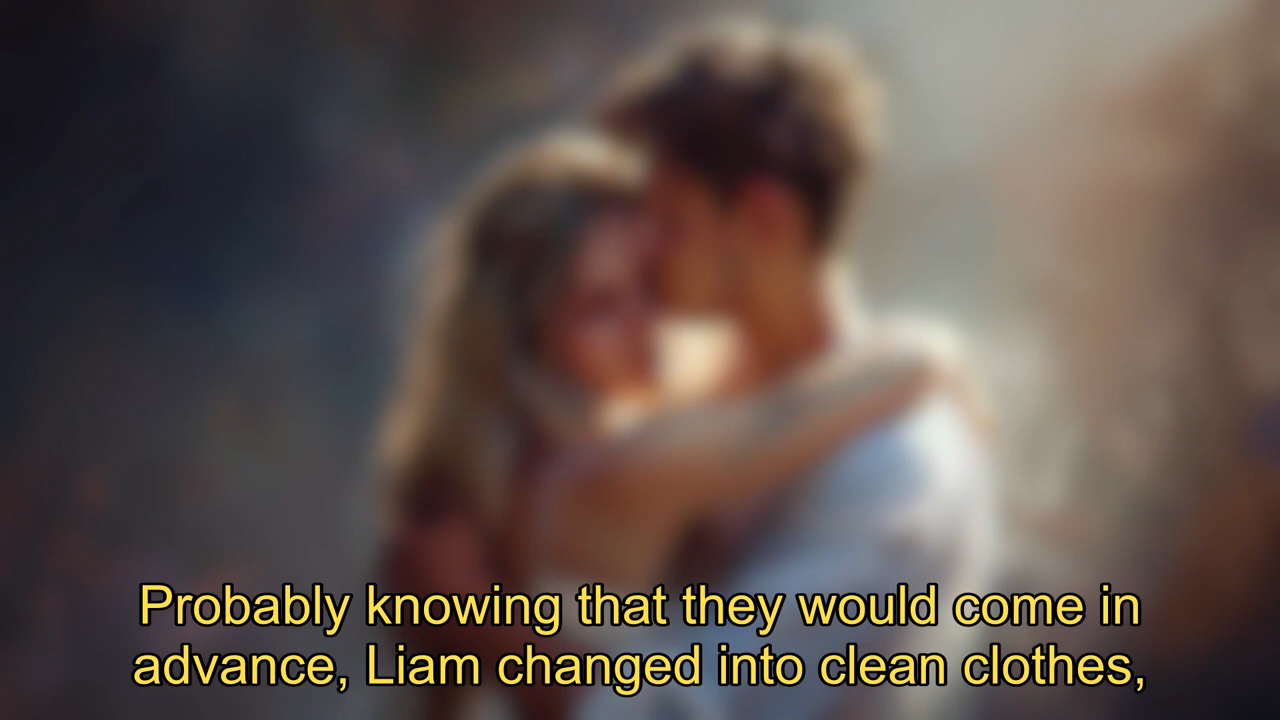 Probably knowing that they would come in
advance, Liam changed into clean clothes,